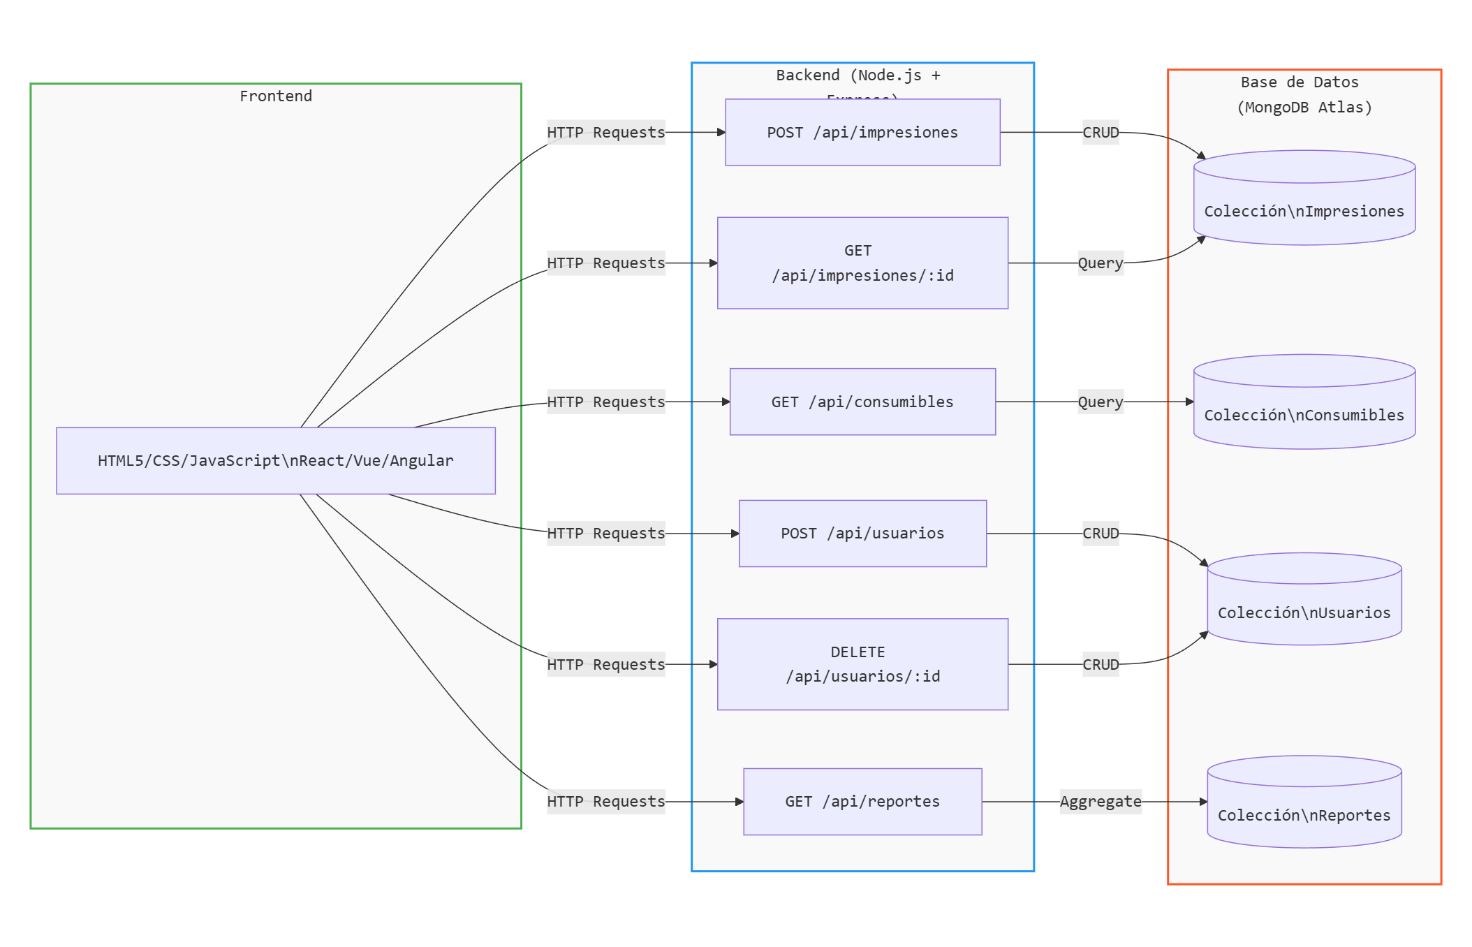 Frontend
HTML5/CSS/JavaScript\nReact/Vue/Angular
HTTP Requests
HTTP Requests
HTTP Requests
HTTP Requests
HTTP Requests
HTTP Requests
Backend (Node.js +
Express)
POST /api/impresiones
GET
/api/impresiones/:id
GET /api/consumibles
POST /api/usuarios
DELETE
/api/usuarios/:id
GET /api/reportes
CRUD
Query
Query
CRUD
CRUD
Aggregate
Base de Datos
(MongoDB Atlas)
Colección\nImpresiones
Colección\nConsumibles
Colección\nUsuarios
Colección\nReportes